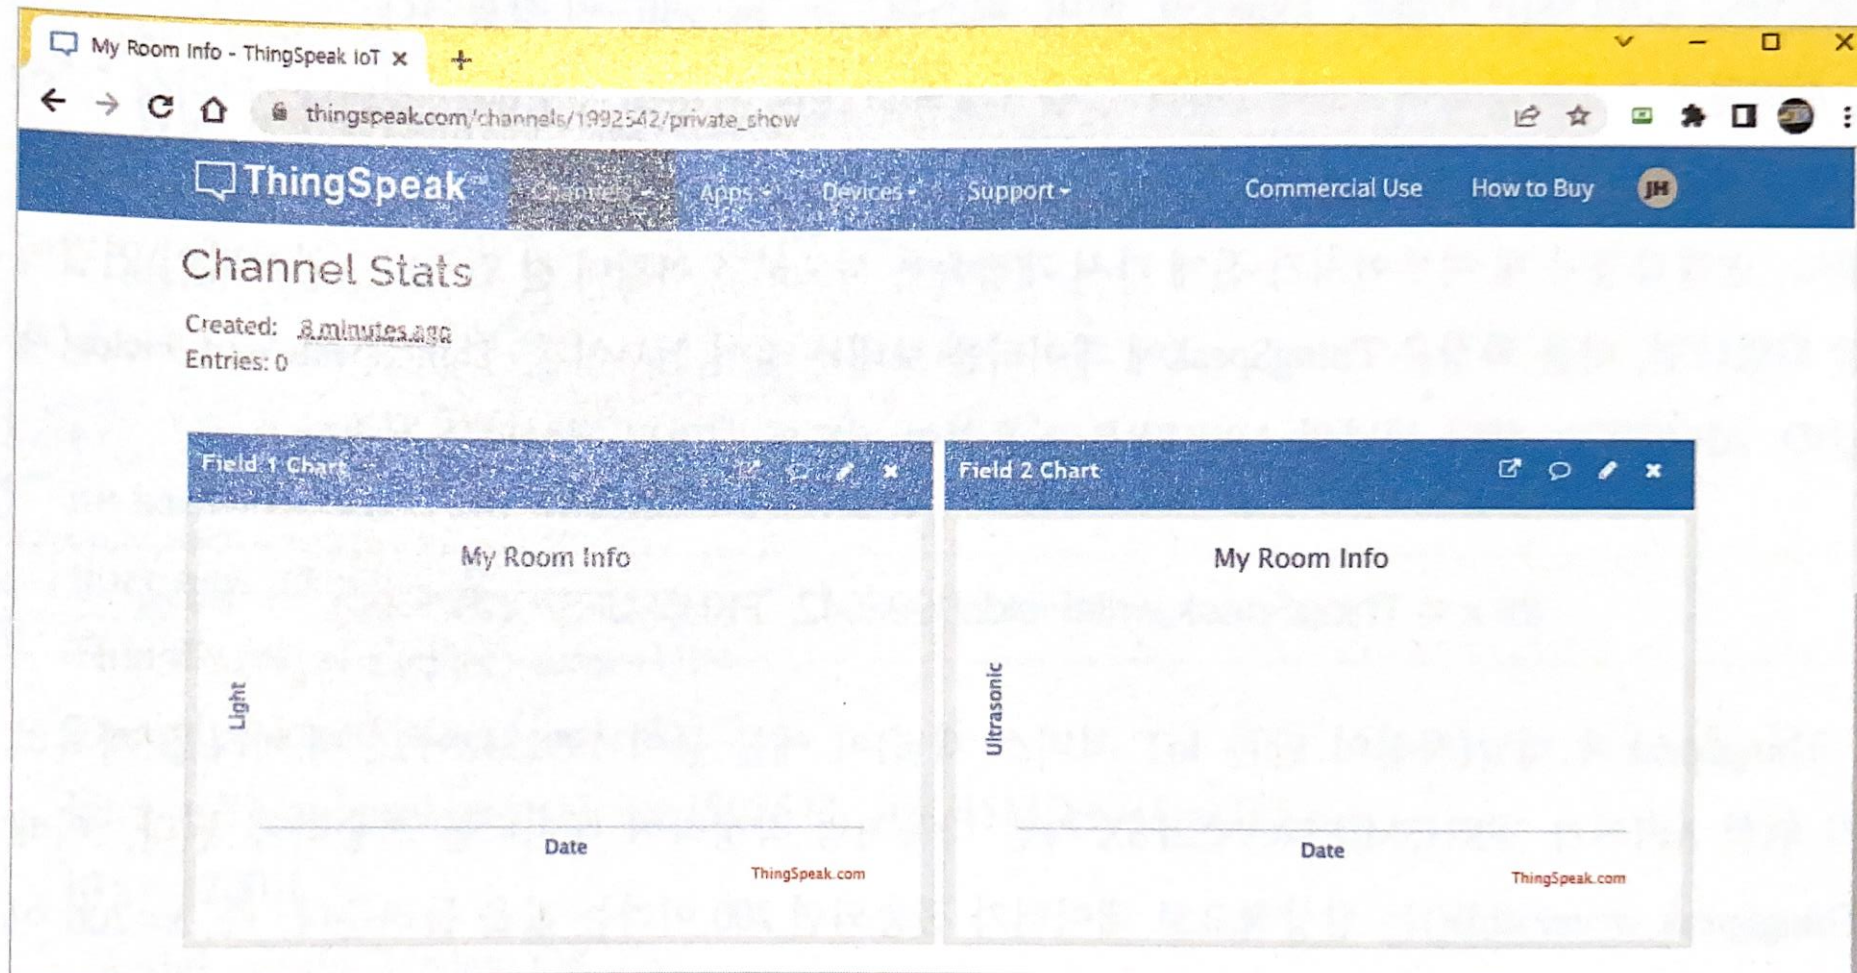 My Room Info - ThingSpeak IoT
thingspeak.com/channels/1992542/private_show
ThingSpeak Channels Apps Devices Support Commercial Use How to Buy JH
Channel Stats
Created: 8 minutes ago
Entries: 0
Field 1 Chart
My Room Info
Light
Date
ThingSpeak.com
Field 2 Chart
My Room Info
Ultrasonic
Date
ThingSpeak.com